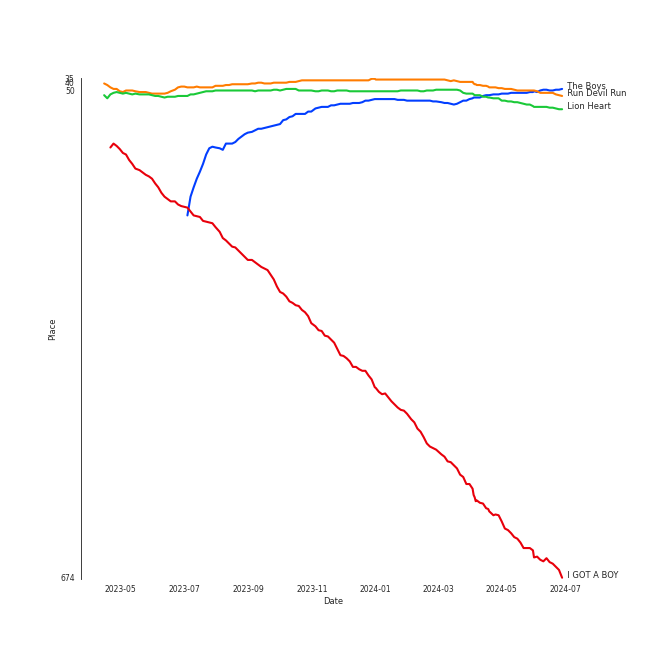 35
40
50
The Boys
Run Devil Run
Lion Heart
Place
674
I GOT A BOY
2023-05
2023-07
2023-09
2023-11
2024-01
2024-03
2024-05
2024-07
Date